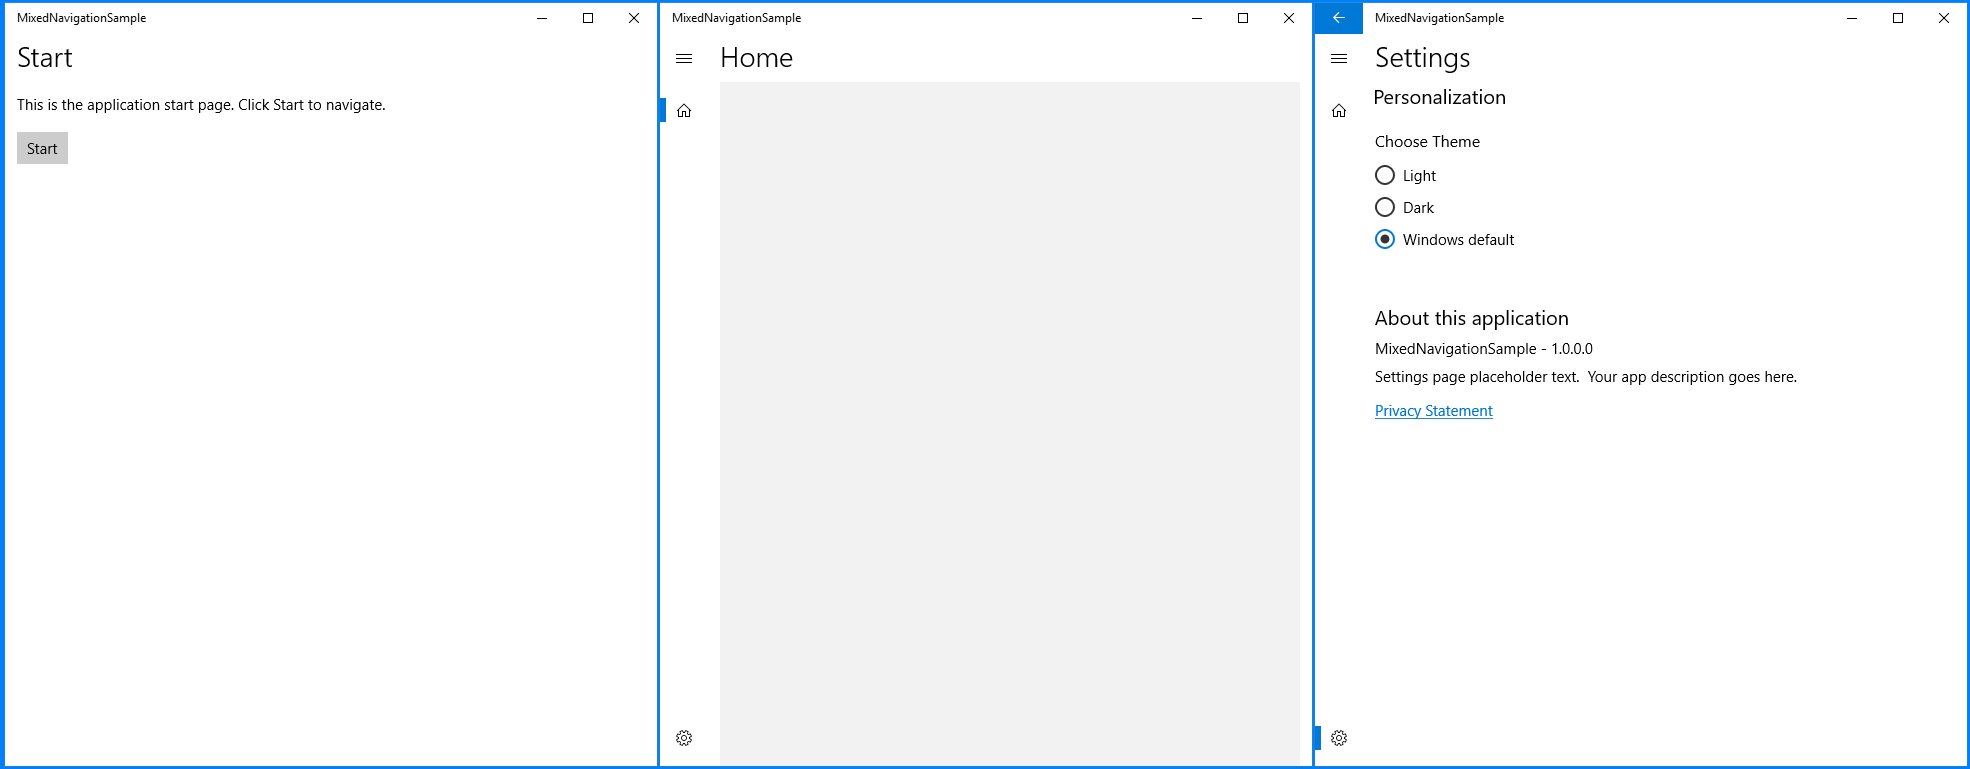 MixedNavigationSample
Start
This is the application start page. Click Start to navigate.
Start
MixedNavigationSample
Home
MixedNavigationSample
Settings
Personalization
Choose Theme
Light
Dark
Windows default
About this application
MixedNavigationSample - 1.0.0.0
Settings page placeholder text.  Your app description goes here.
Privacy Statement